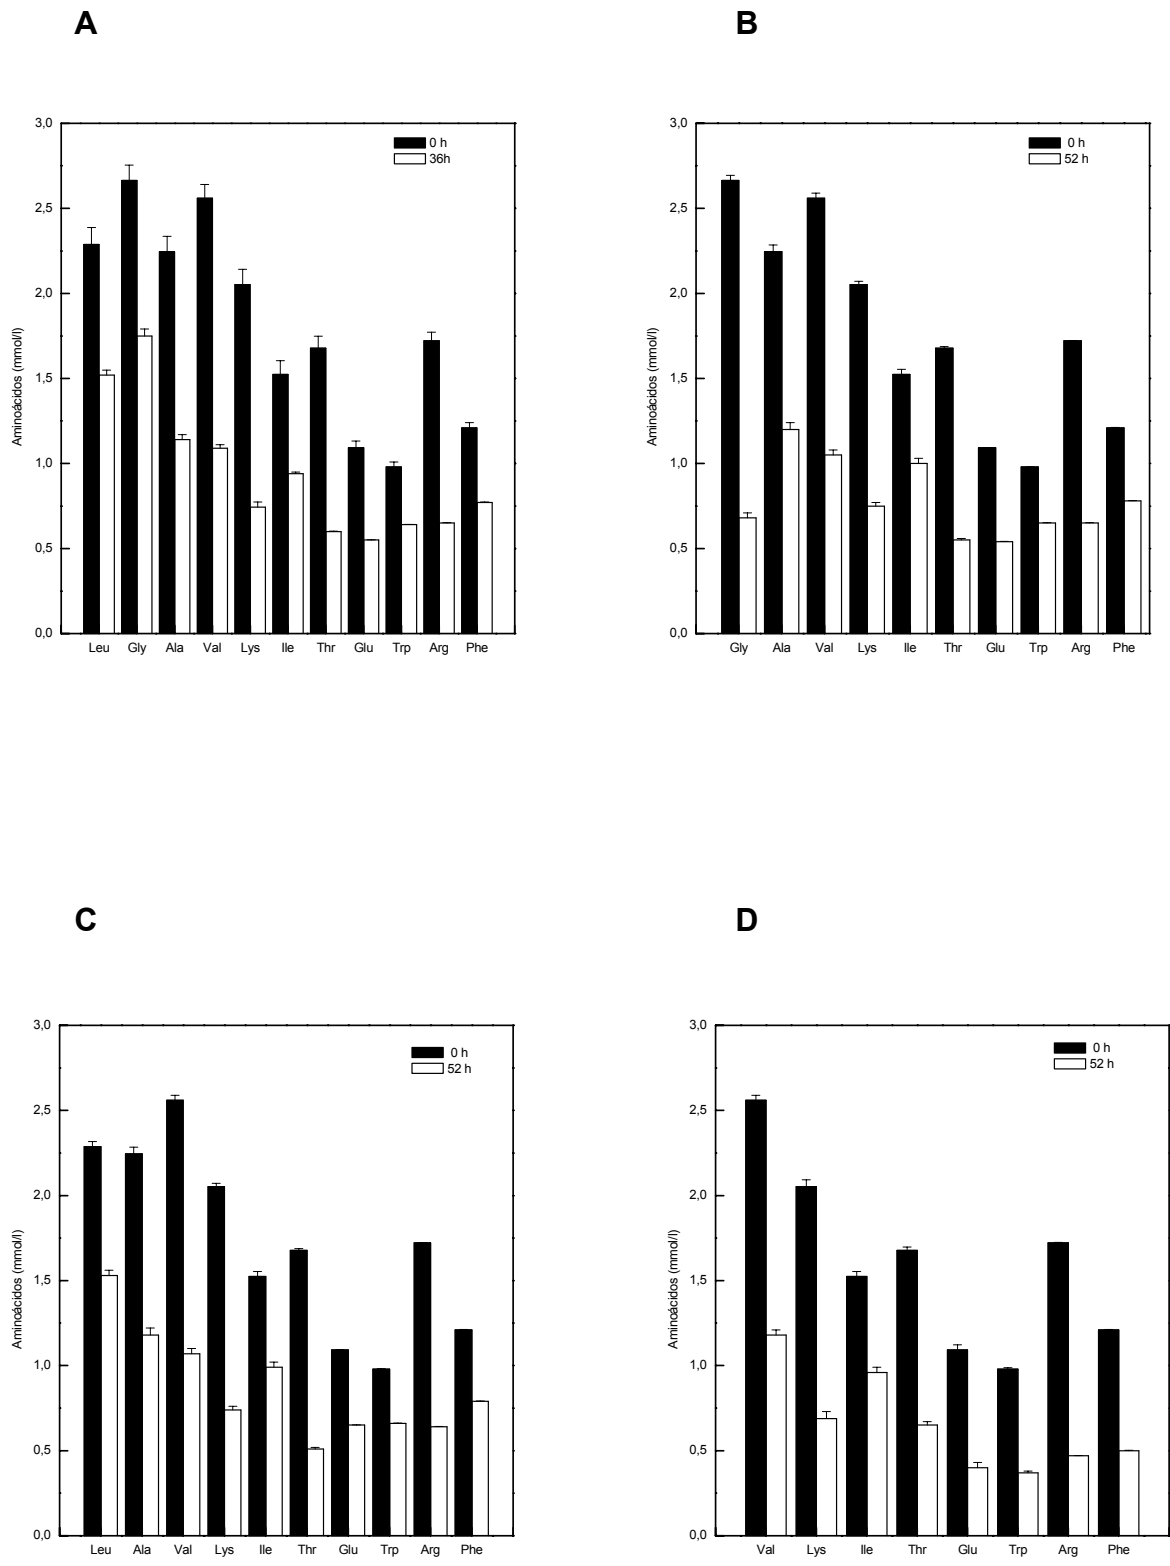 A
3,0
2,5
2,0
1,5
1,0
0,5
0,0
Aminoácidos (mmol/l)
0 h
36h
Leu Gly Ala Val Lys Ile Thr Glu Trp Arg Phe
B
3,0
2,5
2,0
1,5
1,0
0,5
0,0
Aminoácidos (mmol/l)
0 h
52 h
Gly Ala Val Lys Ile Thr Glu Trp Arg Phe
C
3,0
2,5
2,0
1,5
1,0
0,5
0,0
Aminoácidos (mmol/l)
0 h
52 h
Leu Ala Val Lys Ile Thr Glu Trp Arg Phe
D
3,0
2,5
2,0
1,5
1,0
0,5
0,0
Aminoácidos (mmol/l)
0 h
52 h
Val Lys Ile Thr Glu Trp Arg Phe